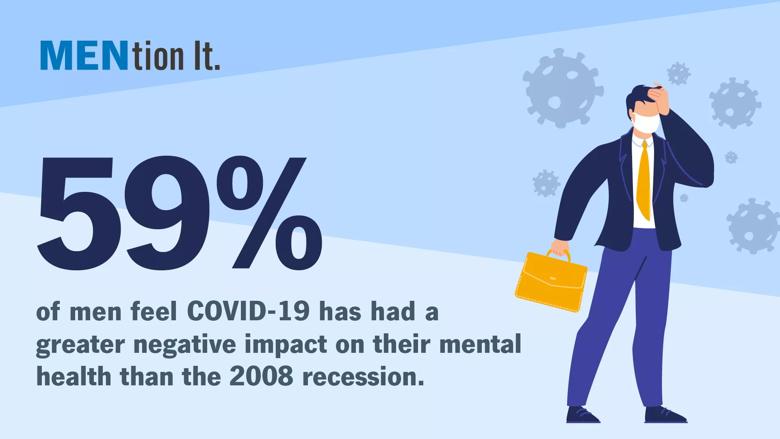 MENtion It.
59%
of men feel COVID-19 has had a
greater negative impact on their mental
health than the 2008 recession.